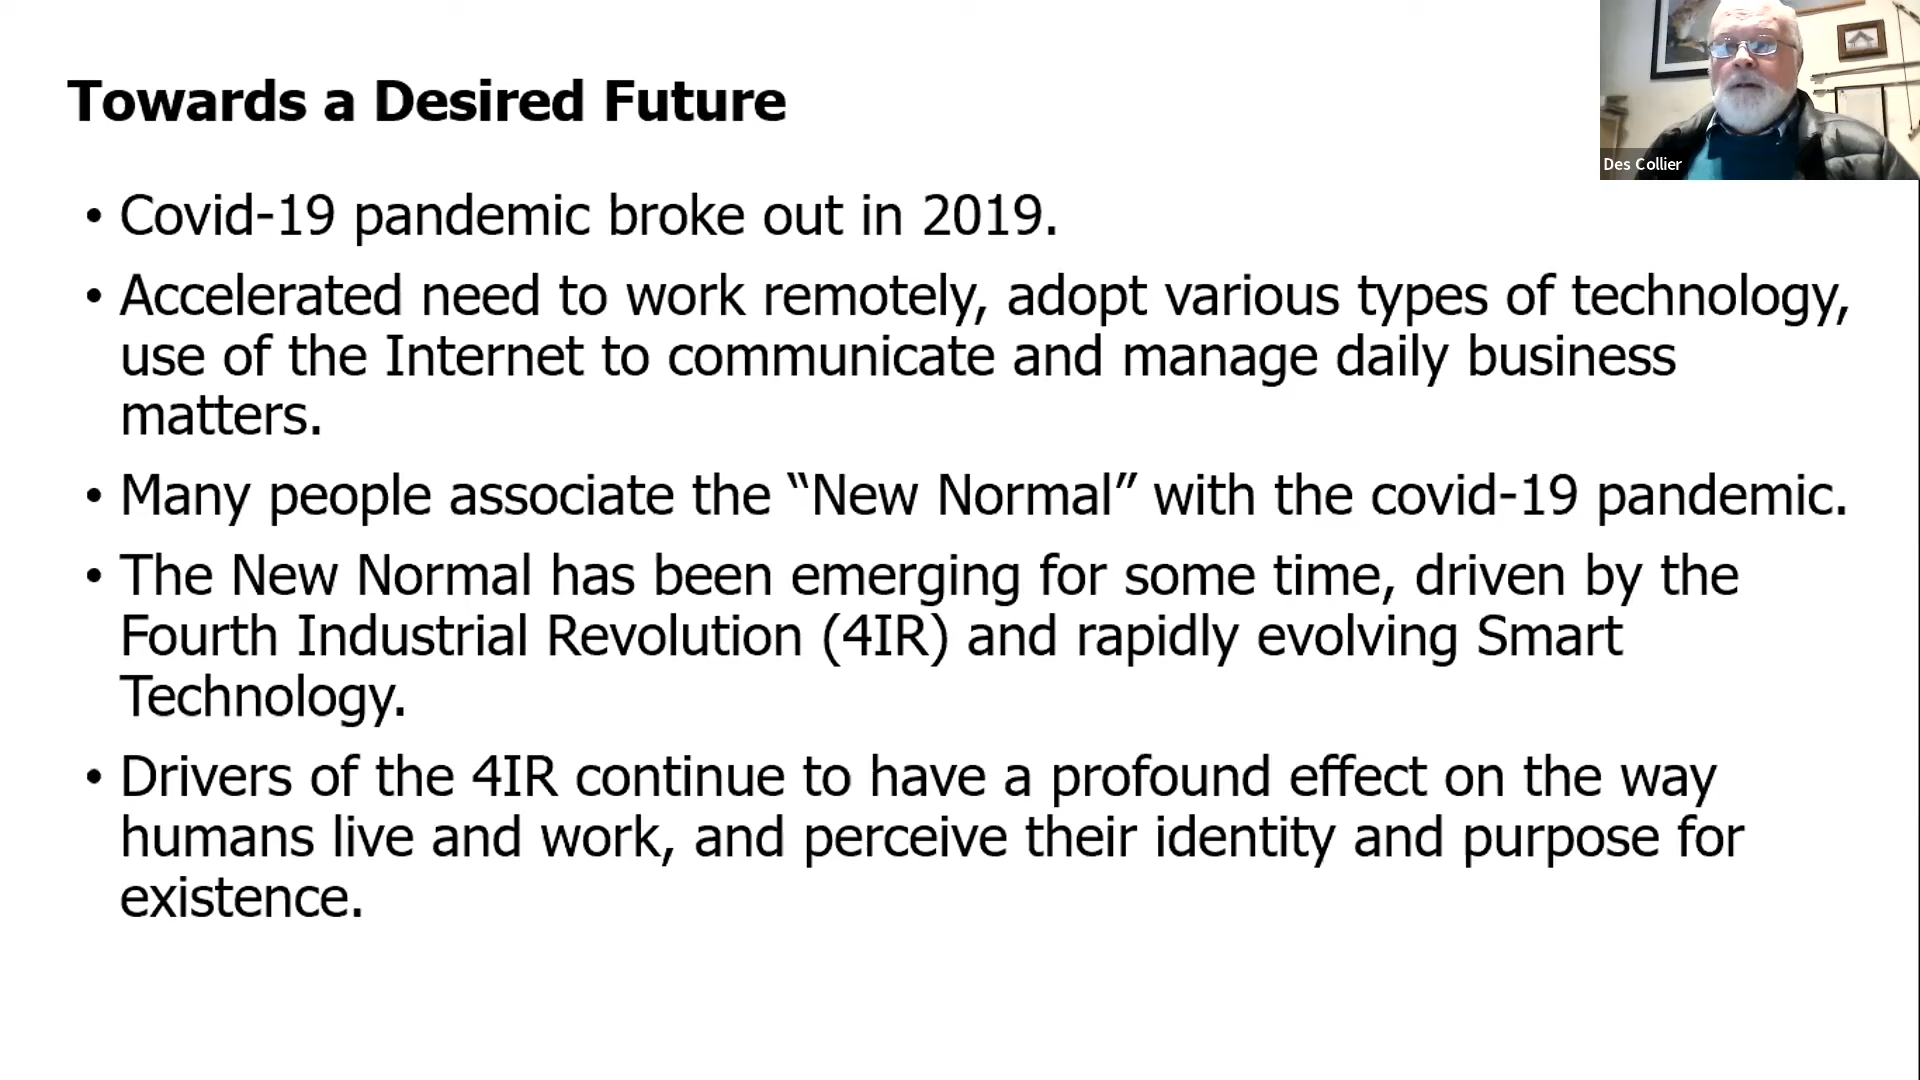 Towards a Desired Future
Des Collier
• Covid-19 pandemic broke out in 2019.
• Accelerated need to work remotely, adopt various types of technology,
use of the Internet to communicate and manage daily business
matters.
• Many people associate the “New Normal” with the covid-19 pandemic.
• The New Normal has been emerging for some time, driven by the
Fourth Industrial Revolution (4IR) and rapidly evolving Smart
Technology.
• Drivers of the 4IR continue to have a profound effect on the way
humans live and work, and perceive their identity and purpose for
existence.